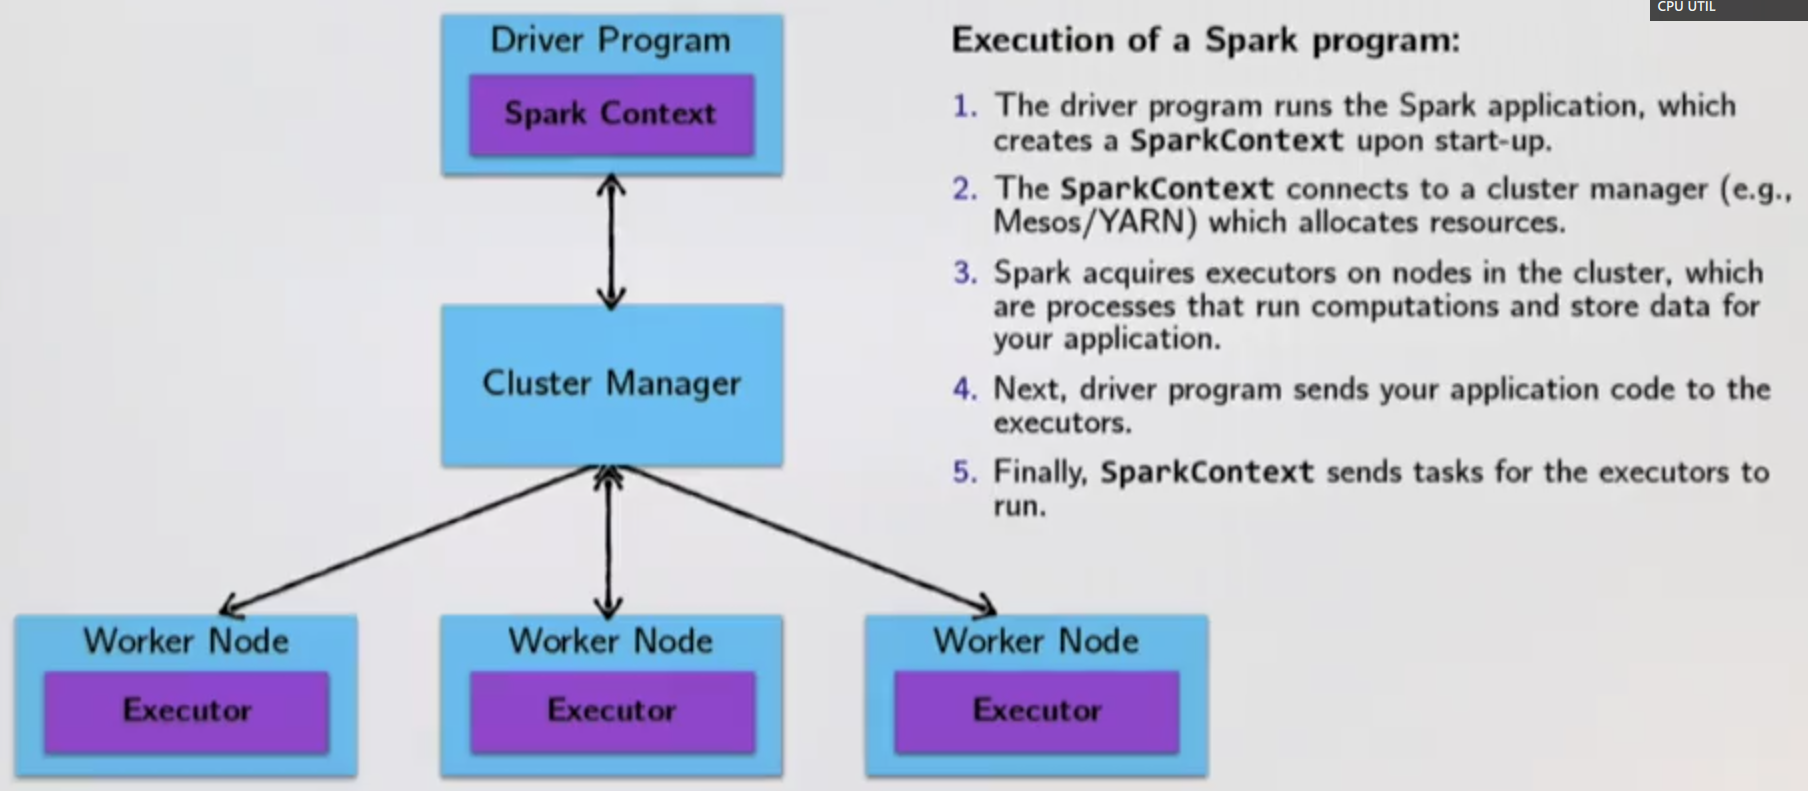 CPU UTIL
Driver Program
Spark Context
Cluster Manager
Worker Node
Executor
Worker Node
Executor
Worker Node
Executor
Execution of a Spark program:
1. The driver program runs the Spark application, which
creates a SparkContext upon start-up.
2. The SparkContext connects to a cluster manager (e.g.,
Mesos/YARN) which allocates resources.
3. Spark acquires executors on nodes in the cluster, which
are processes that run computations and store data for
your application.
4. Next, driver program sends your application code to the
executors.
5. Finally, SparkContext sends tasks for the executors to
run.